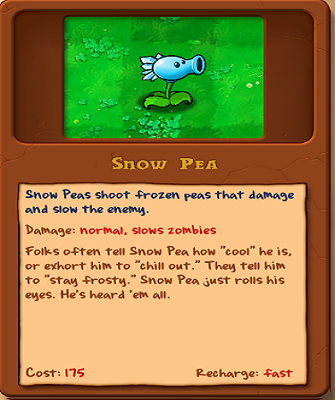 Snow Pea
Snow Peas shoot frozen peas that damage
and slow the enemy.
Damage: normal, slows zombies
Folks often tell Snow Pea how "cool" he is,
or exhort him to "chill out." They tell him
to "stay frosty." Snow Pea just rolls his
eyes. He's heard 'em all.
Cost: 175 Recharge: fast